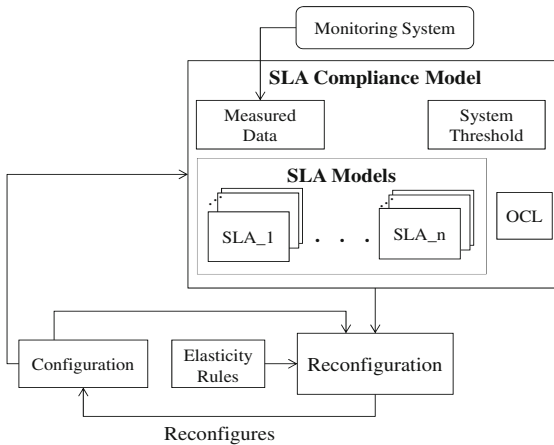 Monitoring System
SLA Compliance Model
Measured
Data
System
Threshold
SLA Models
SLA_1
. . .
SLA_n
OCL
Configuration
Elasticity
Rules
Reconfiguration
Reconfigures